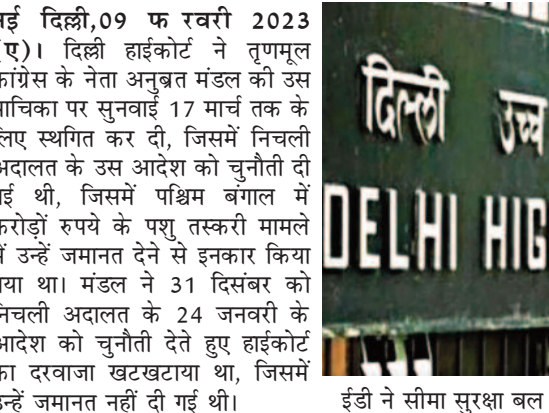 नई दिल्ली,09 फ रवरी 2023
(ए)। दिल्ली हाईकोर्ट ने तृणमूल
कांग्रेस के नेता अनुब्रत मंडल की उस
याचिका पर सुनवाई 17 मार्च तक के
लिए स्थगित कर दी, जिसमें निचली
अदालत के उस आदेश को चुनौती दी
गई थी, जिसमें पश्चिम बंगाल में
करोड़ों रुपये के पशु तस्करी मामले
में उन्हें जमानत देने से इनकार किया
गया था। मंडल ने 31 दिसंबर को
निचली अदालत के 24 जनवरी के
आदेश को चुनौती देते हुए हाईकोर्ट
का दरवाजा खटखटाया था, जिसमें
उन्हें जमानत नहीं दी गई थी।
दिल्ली उच्च
DELHI HIG
ईडी ने सीमा सुरक्षा बल